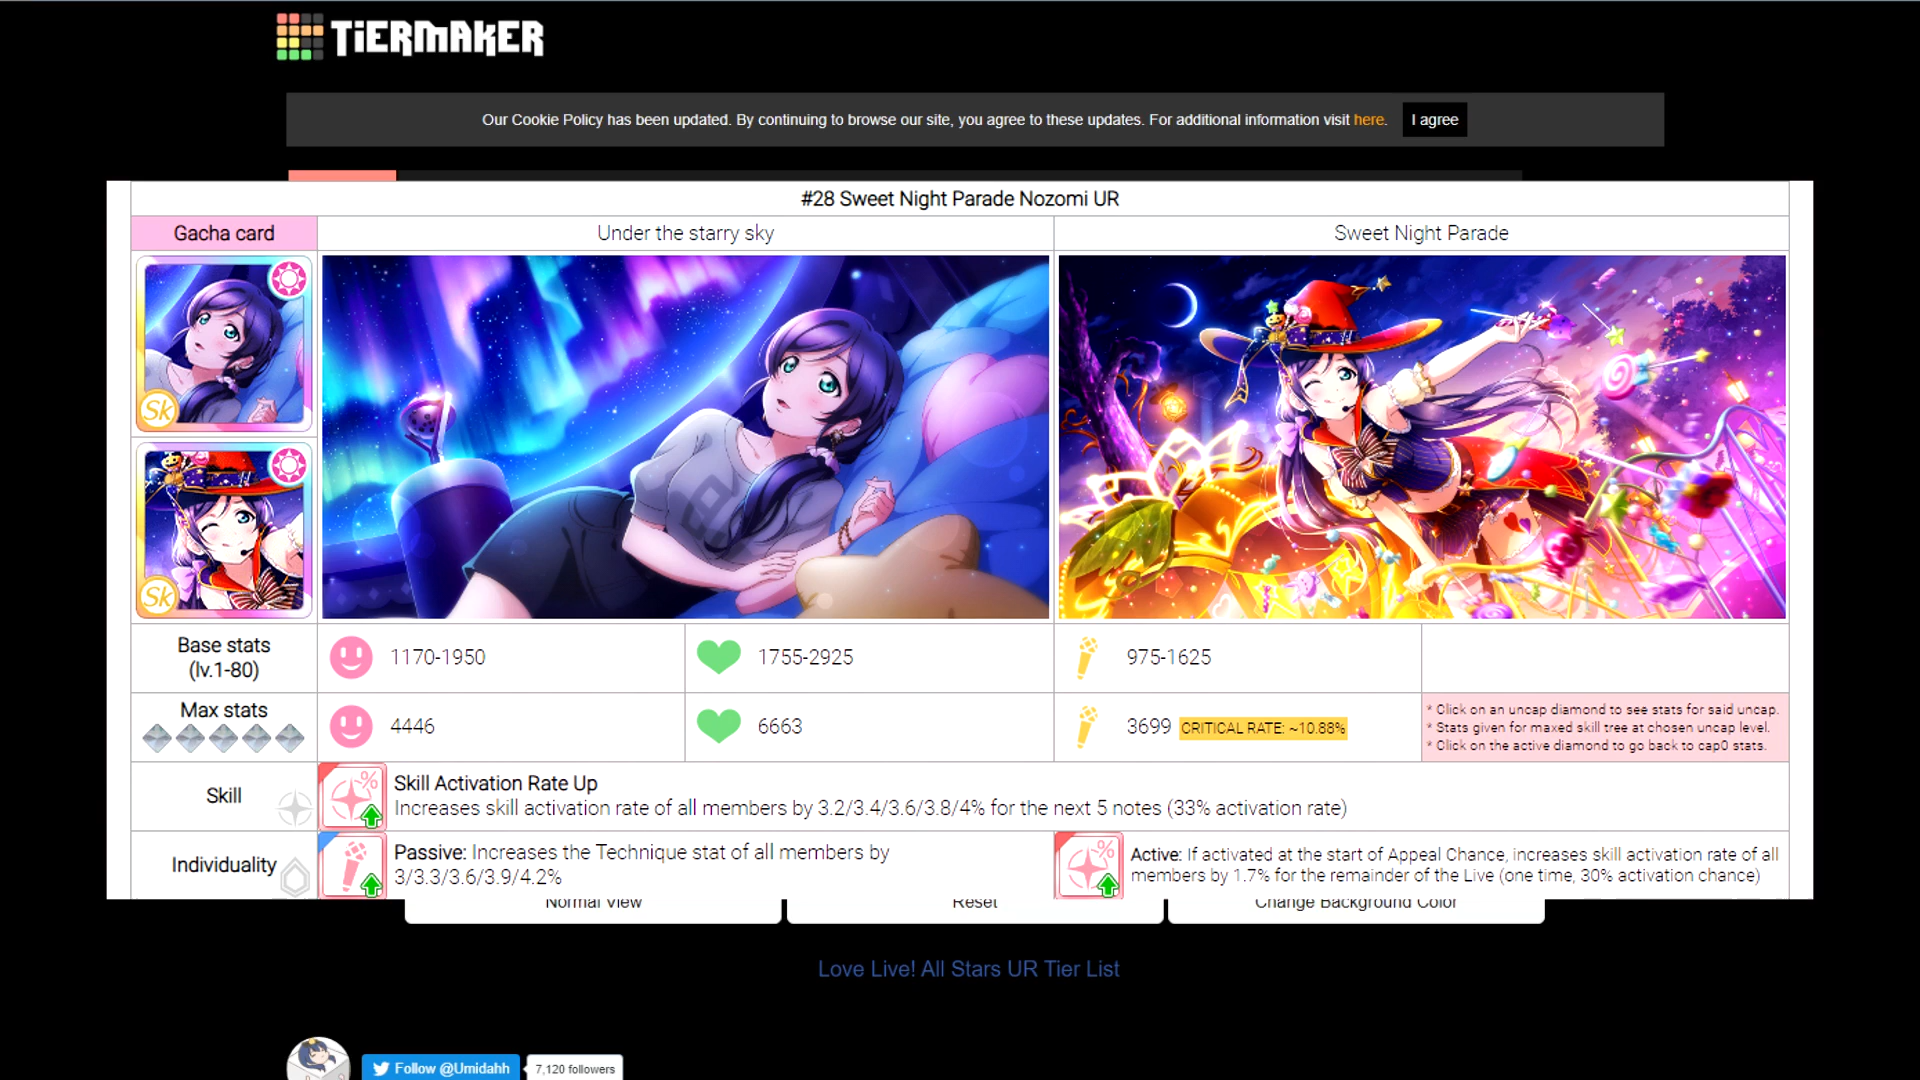 TiERMAKER
Our Cookie Policy has been updated. By continuing to browse our site, you agree to these updates. For additional information visit here.
I agree
#28 Sweet Night Parade Nozomi UR
Gacha card
Under the starry sky
Sweet Night Parade
Sk
Sk
Base stats
(lv.1-80)
1170-1950
1755-2925
975-1625
Max stats
4446
6663
3699 CRITICAL RATE: ~10.88%
* Click on an uncap diamond to see stats for said uncap.
* Stats given for maxed skill tree at chosen uncap level.
* Click on the active diamond to go back to cap0 stats.
Skill
%
Skill Activation Rate Up
Increases skill activation rate of all members by 3.2/3.4/3.6/3.8/4% for the next 5 notes (33% activation rate)
Individuality
Passive: Increases the Technique stat of all members by
3/3.3/3.6/3.9/4.2%
%
Active: If activated at the start of Appeal Chance, increases skill activation rate of all
members by 1.7% for the remainder of the Live (one time, 30% activation chance)
Normal View
Reset
Change Background Color
Love Live! All Stars UR Tier List
Follow @Umidahh
7,120 followers